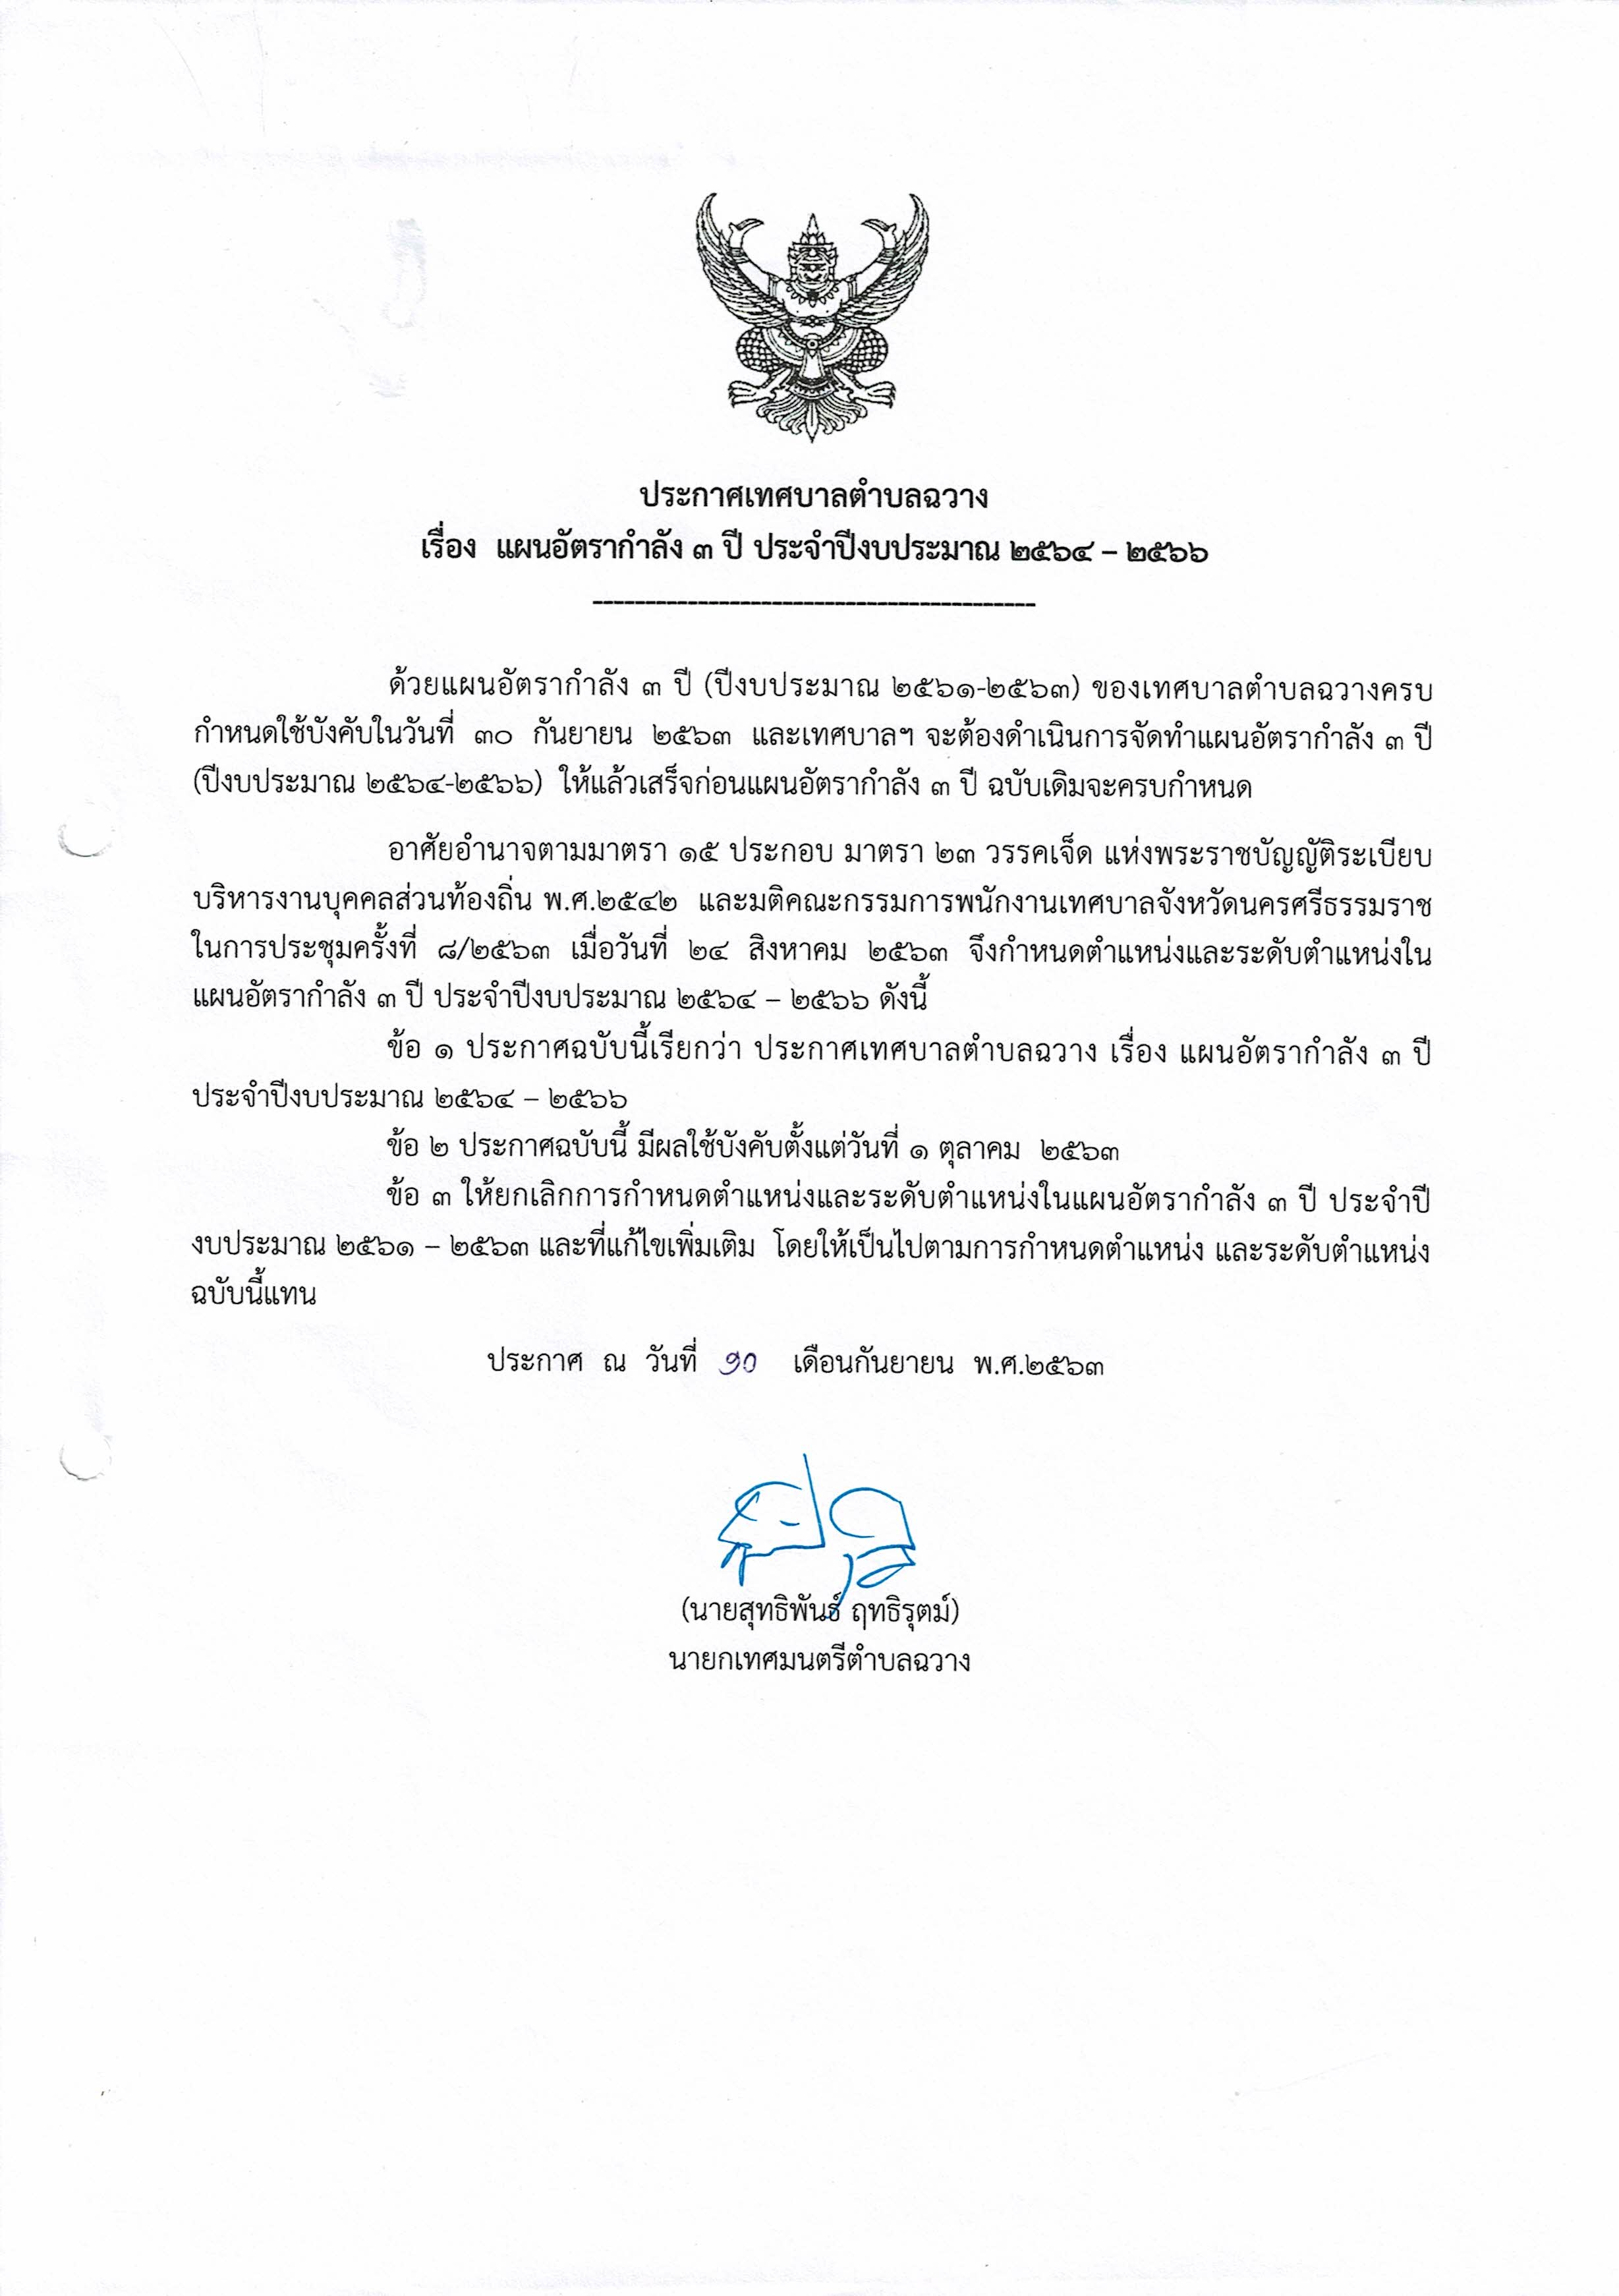 ประกาศเทศบาลตำบลฉวาง
เรื่อง แผนอัตรากำลัง ๓ ปี ประจำปีงบประมาณ ๒๕๖๔ – ๒๕๖๖
------------------------------------------
ด้วยแผนอัตรากำลัง ๓ ปี (ปีงบประมาณ ๒๕๖๑-๒๕๖๓) ของเทศบาลตำบลฉวางครบ
กำหนดใช้บังคับในวันที่ ๓๐ กันยายน ๒๕๖๓ และเทศบาลฯ จะต้องดำเนินการจัดทำแผนอัตรากำลัง ๓ ปี
(ปีงบประมาณ ๒๕๖๔-๒๕๖๖) ให้แล้วเสร็จก่อนแผนอัตรากำลัง ๓ ปี ฉบับเดิมจะครบกำหนด
อาศัยอำนาจตามมาตรา ๑๕ ประกอบ มาตรา ๒๓ วรรคเจ็ด แห่งพระราชบัญญัติระเบียบ
บริหารงานบุคคลส่วนท้องถิ่น พ.ศ.๒๕๔๒ และมติคณะกรรมการพนักงานเทศบาลจังหวัดนครศรีธรรมราช
ในการประชุมครั้งที่ ๘/๒๕๖๓ เมื่อวันที่ ๒๔ สิงหาคม ๒๕๖๓ จึงกำหนดตำแหน่งและระดับตำแหน่งใน
แผนอัตรากำลัง ๓ ปี ประจำปีงบประมาณ ๒๕๖๔ – ๒๕๖๖ ดังนี้
ข้อ ๑ ประกาศฉบับนี้เรียกว่า ประกาศเทศบาลตำบลฉวาง เรื่อง แผนอัตรากำลัง ๓ ปี
ประจำปีงบประมาณ ๒๕๖๔ – ๒๕๖๖
ข้อ ๒ ประกาศฉบับนี้ มีผลใช้บังคับตั้งแต่วันที่ ๑ ตุลาคม ๒๕๖๓
ข้อ ๓ ให้ยกเลิกการกำหนดตำแหน่งและระดับตำแหน่งในแผนอัตรากำลัง ๓ ปี ประจำปี
งบประมาณ ๒๕๖๑ – ๒๕๖๓ และที่แก้ไขเพิ่มเติม โดยให้เป็นไปตามการกำหนดตำแหน่ง และระดับตำแหน่ง
ฉบับนี้แทน
ประกาศ ณ วันที่ ๑๐ เดือนกันยายน พ.ศ.๒๕๖๓
(นายสุทธิพันธ์ ฤทธิรุตม์)
นายกเทศมนตรีตำบลฉวาง